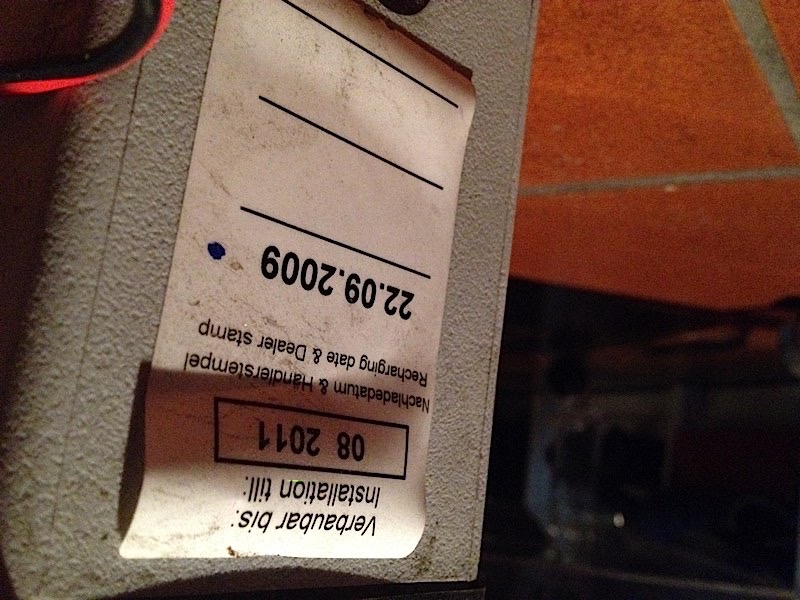 Verbaubar bis:
Installation till:
08 2011
Nachladedatum & Händlerstempel
Recharging date & Dealer stamp
22.09.2009